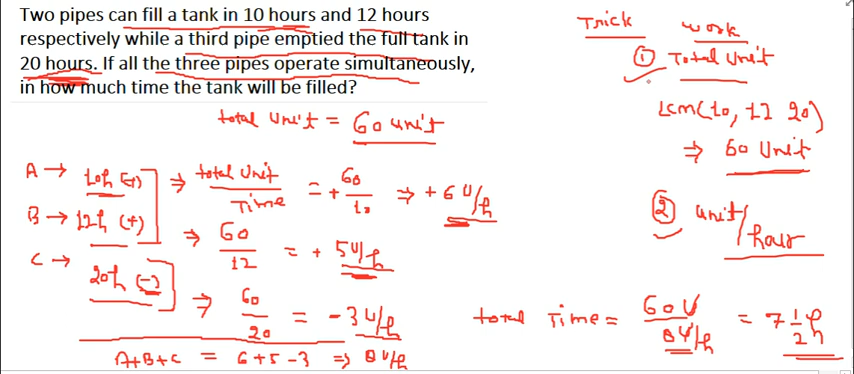 Two pipes can fill a tank in 10 hours and 12 hours
respectively while a third pipe emptied the full tank in
20 hours. If all the three pipes operate simultaneously,
in how much time the tank will be filled?
Trick
work
① Total Unit
Lcm(10, 12 20)
⇒ 60 Unit
② Unit/hour
total Unit = 60 unit
A → 10h (+) ⇒ total Unit / Time = + 60/10 ⇒ + 6 U/h
B → 12h (+) ⇒ 60/12 = + 5 U/h
C → 20h (-) ⇒ 60/20 = - 3 U/h
A+B+C = 6+5-3 ⇒ 8 U/h
total Time = 60U / 8U/h = 7 1/2 h